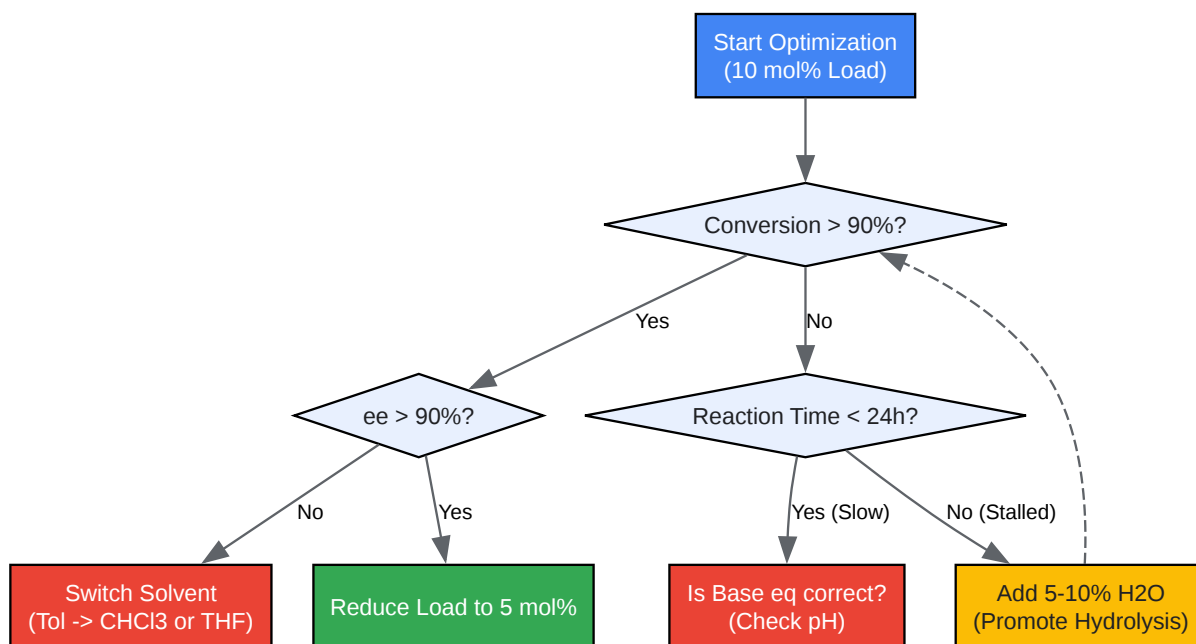 Start Optimization
(10 mol% Load)
Conversion > 90%?
Yes
No
ee > 90%?
Reaction Time < 24h?
No
Yes
Yes (Slow)
No (Stalled)
Switch Solvent
(Tol -> CHCl3 or THF)
Reduce Load to 5 mol%
Is Base eq correct?
(Check pH)
Add 5-10% H2O
(Promote Hydrolysis)